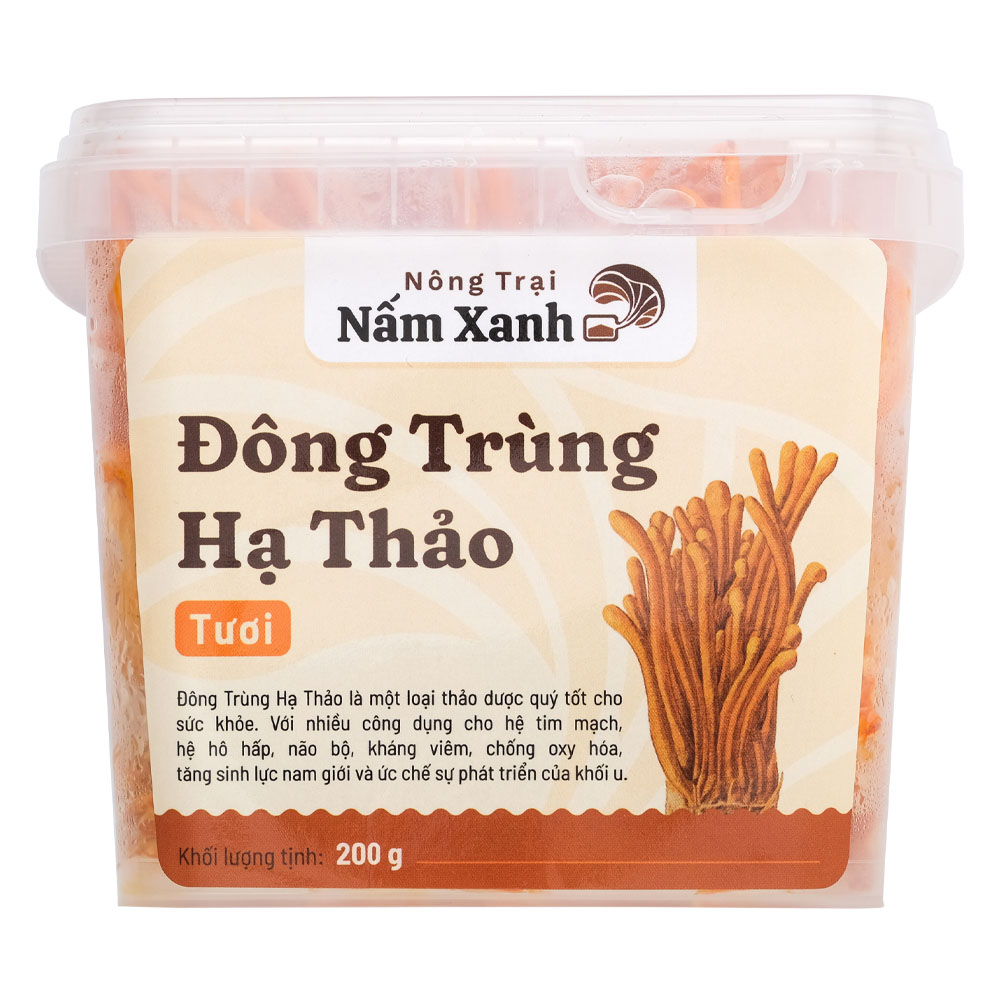 Nông Trại
Nấm Xanh
Đông Trùng
Hạ Thảo
Tươi
Đông Trùng Hạ Thảo là một loại thảo dược quý tốt cho
sức khỏe. Với nhiều công dụng cho hệ tim mạch,
hệ hô hấp, não bộ, kháng viêm, chống oxy hóa,
tăng sinh lực nam giới và ức chế sự phát triển của khối u.
Khối lượng tịnh: 200 g